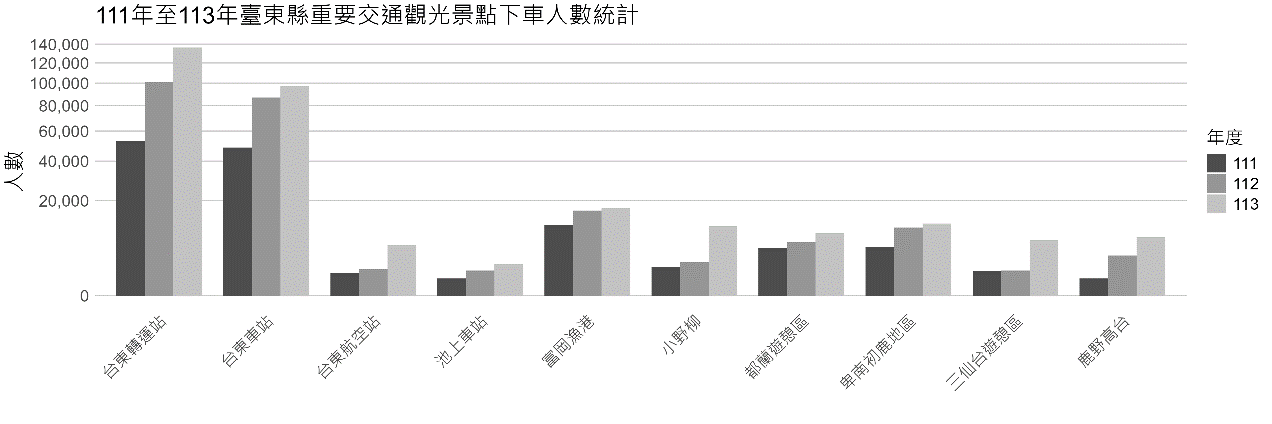 111年至113年臺東縣重要交通觀光景點下車人數統計
140,000
120,000
100,000
80,000
60,000
40,000
20,000
0
人數
台東轉運站
台東車站
台東航空站
池上車站
富岡漁港
小野柳
都蘭遊憩區
卑南初鹿地區
三仙台遊憩區
鹿野高台
年度
111
112
113